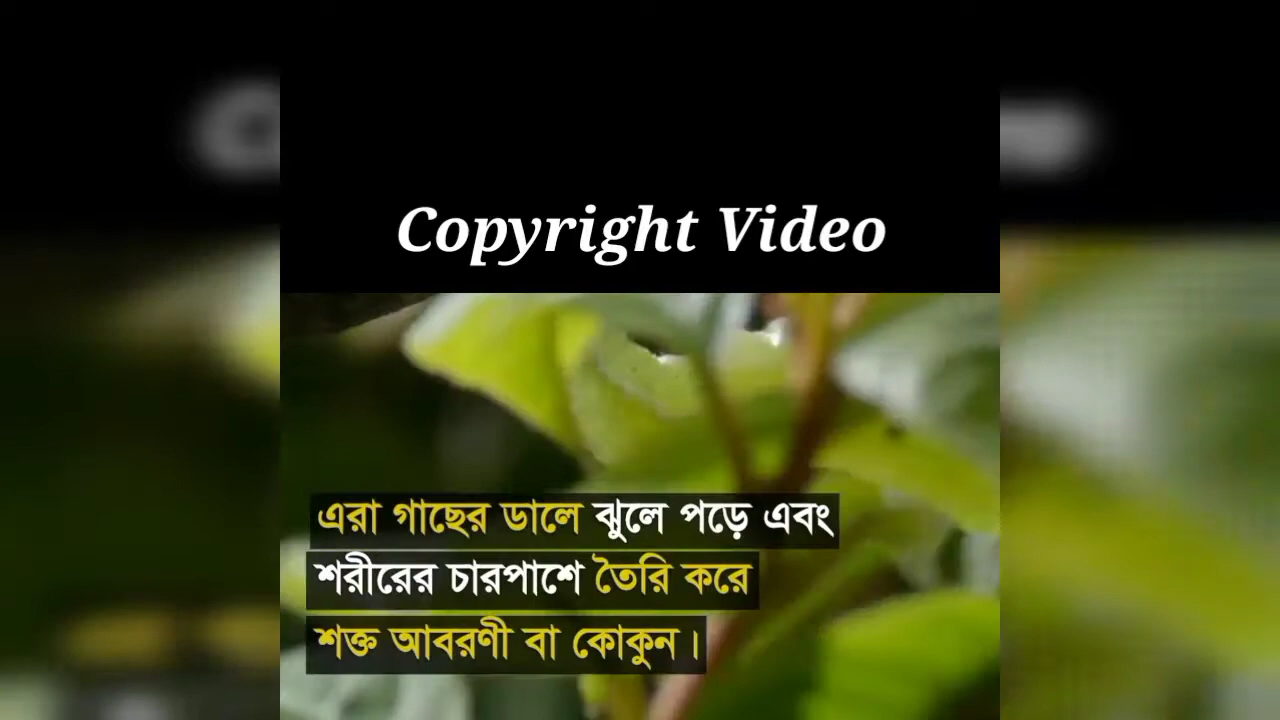 Copyright Video
এরা গাছের ডালে ঝুলে পড়ে এবং
শরীরের চারপাশে তৈরি করে
শক্ত আবরণী বা কোকুন।